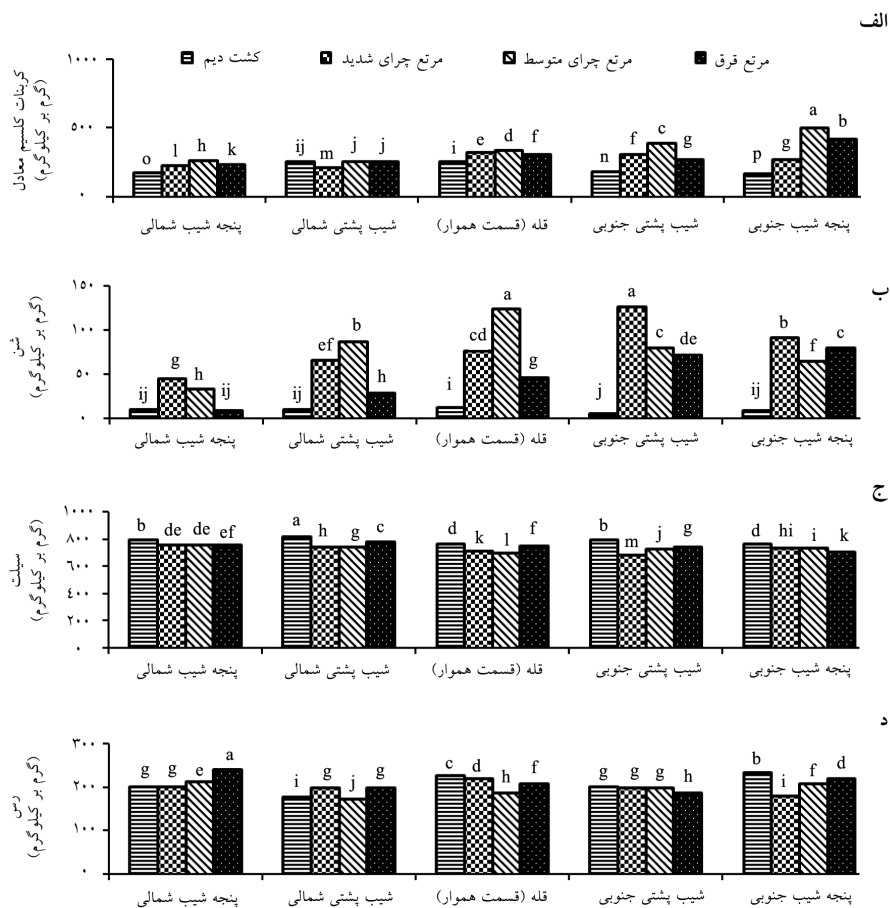 الف
کشت دیم
مرتع چرای شدید
مرتع چرای متوسط
مرتع قرق
کربنات کلسیم معادل
(گرم بر کیلوگرم)
۱۰۰۰
۵۰۰
۰
o l h k ij m j j i e d f n f c g p g a b
پنجه شیب شمالی شیب پشتی شمالی قله (قسمت هموار) شیب پشتی جنوبی پنجه شیب جنوبی
ب
شن
(گرم بر کیلوگرم)
۱۵۰
۱۰۰
۵۰
۰
ij g h ij ij ef b h i cd a g j a c de ij b f c
پنجه شیب شمالی شیب پشتی شمالی قله (قسمت هموار) شیب پشتی جنوبی پنجه شیب جنوبی
ج
سیلت
(گرم بر کیلوگرم)
۱۰۰۰
۸۰۰
۶۰۰
۴۰۰
۲۰۰
۰
b de de ef a h g c d k l f b m j g d hi i k
پنجه شیب شمالی شیب پشتی شمالی قله (قسمت هموار) شیب پشتی جنوبی پنجه شیب جنوبی
د
رس
(گرم بر کیلوگرم)
۳۰۰
۲۰۰
۱۰۰
۰
g g e a i g j g c d h f g g g h b i f d
پنجه شیب شمالی شیب پشتی شمالی قله (قسمت هموار) شیب پشتی جنوبی پنجه شیب جنوبی